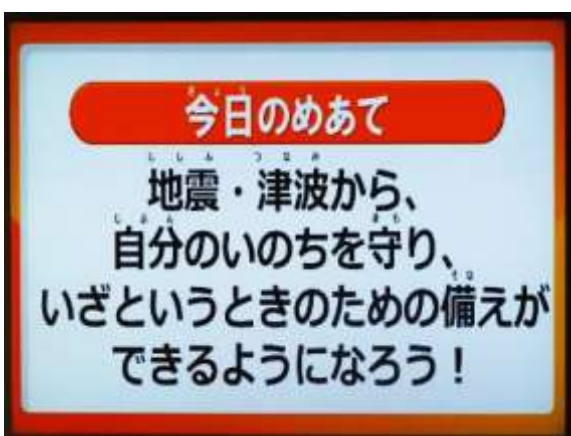 今日のめあて
地震・津波から、
自分のいのちを守り、
いざというときのための備えが
できるようになろう！